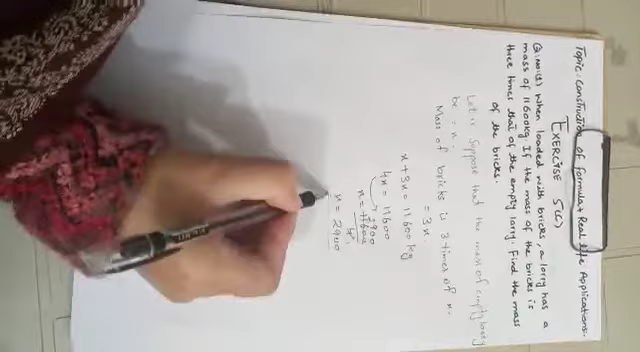 Topic: Construction of formula & Real life Applications.
EXERCISE 5(C)
Q:No:(1) When loaded with bricks, a lorry has a
mass of 11600kg. If the mass of the bricks is
three times that of the empty lorry. Find the mass
of the bricks.
Let us suppose that the mass of empty lorry
be x.
Mass of bricks is 3 times of x.
= 3x.
x + 3x = 11600 kg
4x = 11600
2900
x = 11600
4
x = 2900